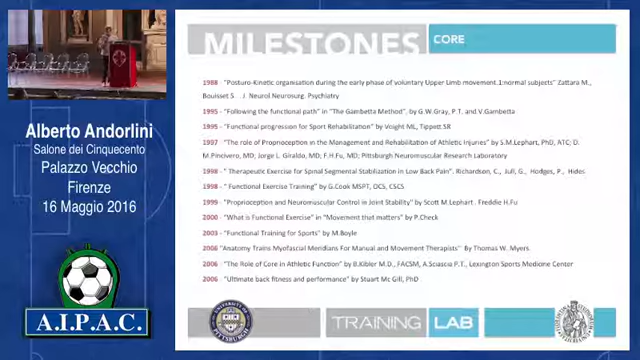 MILESTONES CORE
1988 - "Posturo-Kinetic organisation during the early phase of voluntary Upper Limb movement.1:normal subjects" Zattara M.,
Bouisset S . . J. Neurol Neurosurg. Psychiatry
1995 - "Following the functional path" in "The Gambetta Method", by G.W.Gray, P.T. and V.Gambetta
1995 - "Functional progression for Sport Rehabilitation" by Voight ML, Tippett SR
1997 - "The role of Proprioception in the Management and Rehabilitation of Athletic Injuries" by S.M.Lephart, PhD, ATC; D.
M.Pincivero, MD; Jorge L. Giraldo, MD; F.H.Fu, MD; Pittsburgh Neuromuscular Research Laboratory
1998 - "Therapeutic Exercise for Spinal Segmental Stabilization in Low Back Pain". Richardson, C., Jull, G., Hodges, P., Hides
1998 - " Functional Exercise Training" by G.Cook MSPT, OCS, CSCS
1999 - "Proprioception and Neuromuscular Control in Joint Stability" by Scott M.Lephart . Freddie H.Fu
2000 - "What is Functional Exercise" in "Movement that matters" by P.Check
2003 - "Functional Training for Sports" by M.Boyle
2006 "Anatomy Trains Myofascial Meridians For Manual and Movement Therapists" By Thomas W. Myers.
2006 - "The Role of Core in Athletic Function" by B.Kibler M.D., FACSM, A.Sciascia P.T., Lexington Sports Medicine Center
2006 - "Ultimate back fitness and performance" by Stuart Mc Gill, PhD
Alberto Andorlini
Salone dei Cinquecento
Palazzo Vecchio
Firenze
16 Maggio 2016
A.I.P.A.C.
UNIVERSITY OF
PITTSBURGH
TRAINING LAB